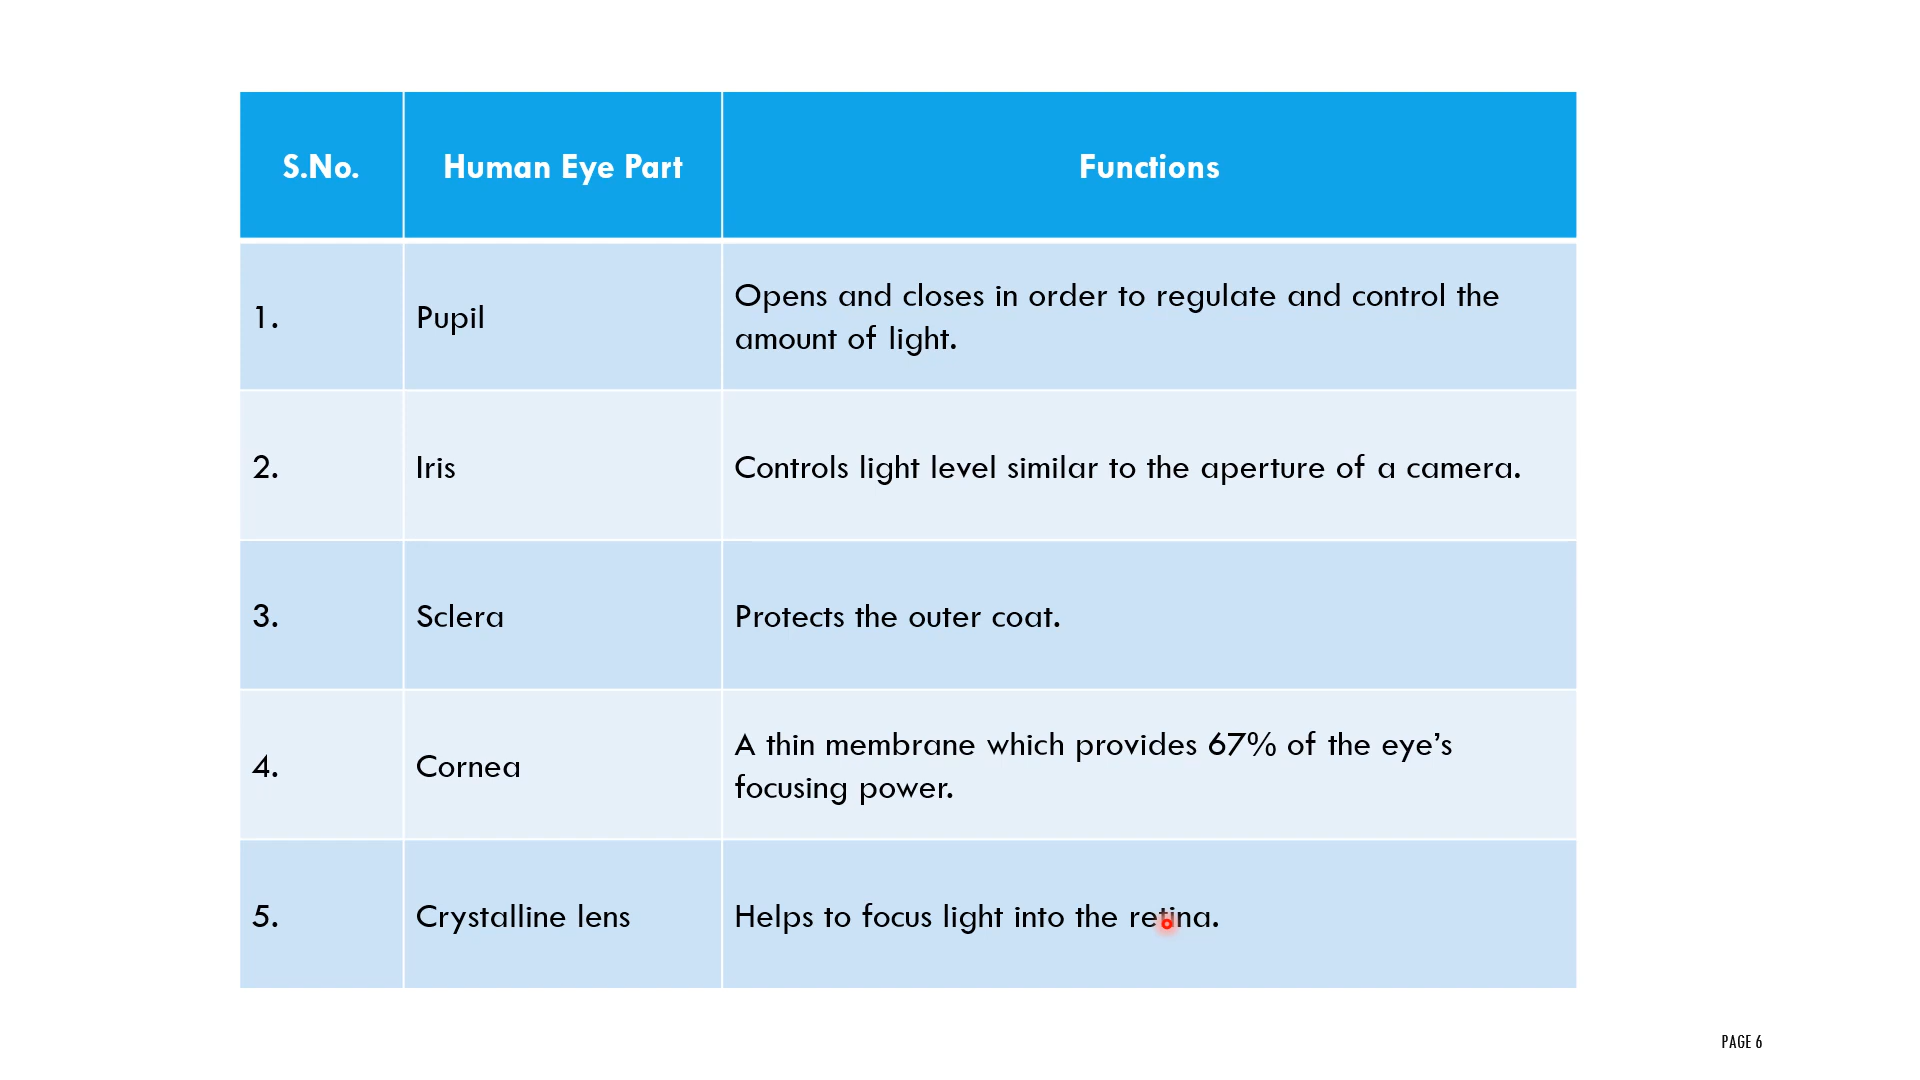 S.No.
Human Eye Part
Functions
1.
Pupil
Opens and closes in order to regulate and control the
amount of light.
2.
Iris
Controls light level similar to the aperture of a camera.
3.
Sclera
Protects the outer coat.
4.
Cornea
A thin membrane which provides 67% of the eye’s
focusing power.
5.
Crystalline lens
Helps to focus light into the retina.
PAGE 6